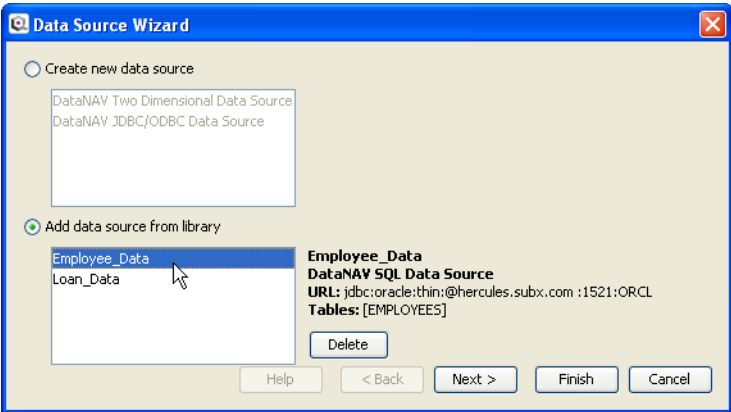 Data Source Wizard
Create new data source
DataNAV Two Dimensional Data Source
DataNAV JDBC/ODBC Data Source
Add data source from library
Employee_Data
Loan_Data
Employee_Data
DataNAV SQL Data Source
URL: jdbc:oracle:thin:@hercules.subx.com :1521:ORCL
Tables: [EMPLOYEES]
Delete
Help
< Back
Next >
Finish
Cancel